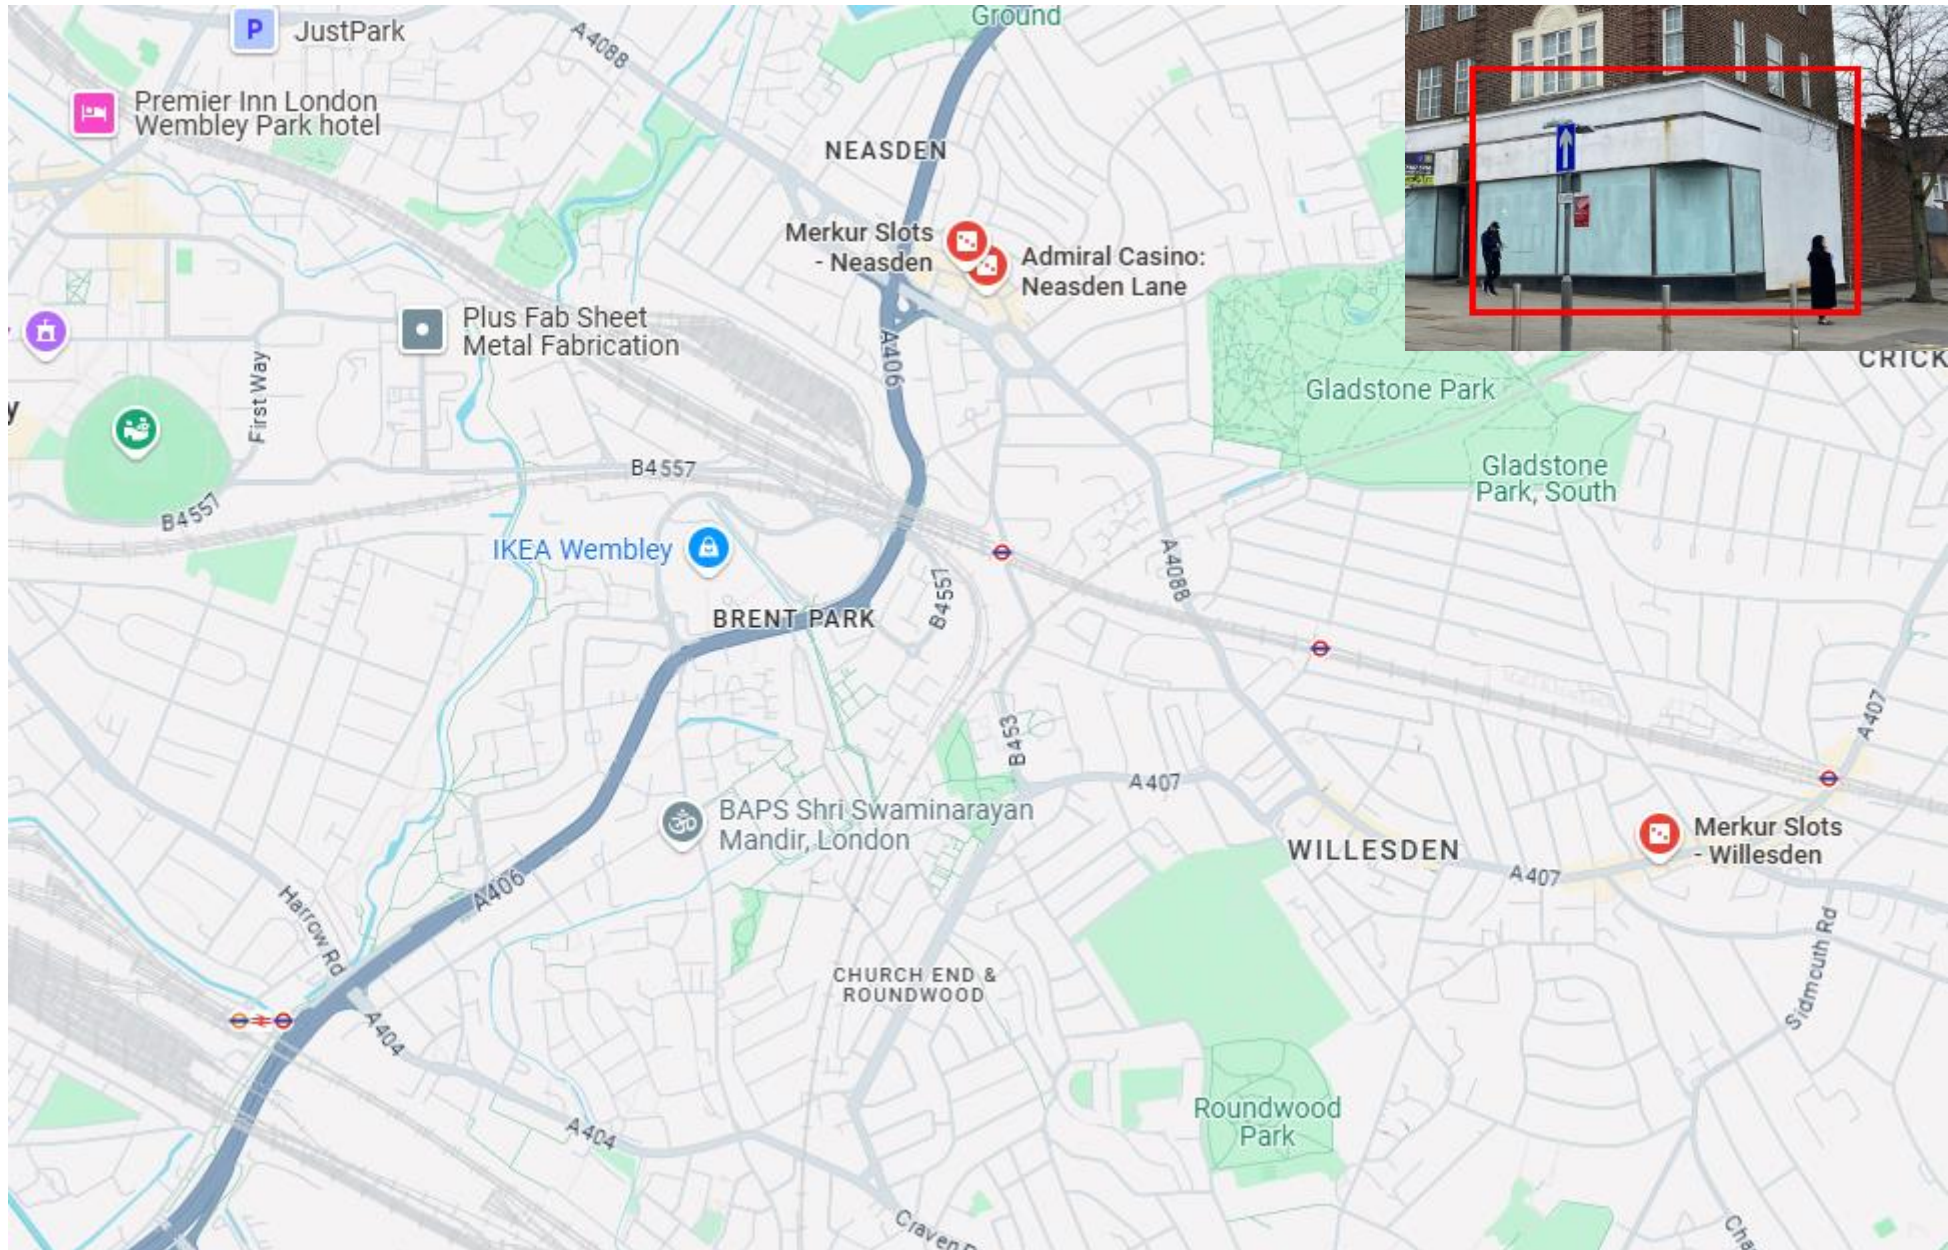 Ground
P JustPark
A4088
Premier Inn London
Wembley Park hotel
NEASDEN
Merkur Slots
- Neasden
Admiral Casino:
Neasden Lane
Plus Fab Sheet
Metal Fabrication
A406
First Way
CRICK
Gladstone Park
y
Gladstone
Park, South
B4557
B4557
IKEA Wembley
A4088
B4557
BRENT PARK
A407
B453
A407
BAPS Shri Swaminarayan
Mandir, London
Merkur Slots
- Willesden
WILLESDEN
A407
A406
Harrow Rd
Sidmouth Rd
CHURCH END &
ROUNDWOOD
A404
Roundwood
Park
A404
Craven
Cha